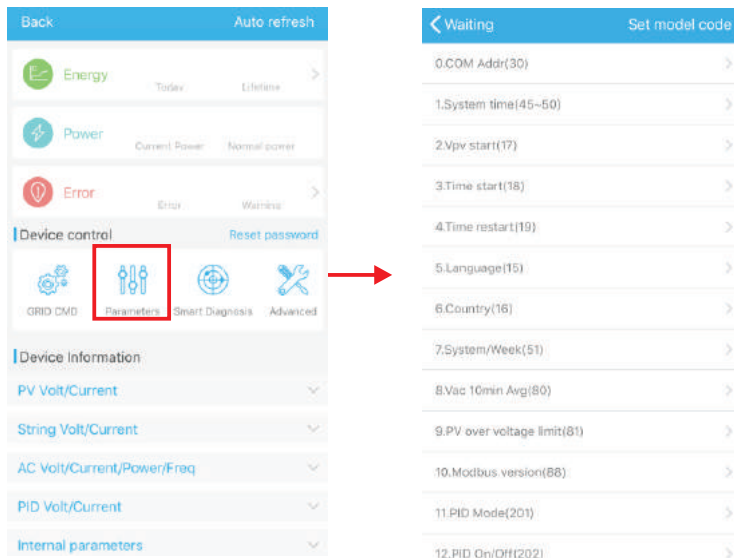 Back Auto refresh
Energy
Today Lifetime
Power
Current Power Normal power
Error
Error Warning
Device control Reset password
GRID CMD Parameters Smart Diagnosis Advanced
Device Information
PV Volt/Current
String Volt/Current
AC Volt/Current/Power/Freq
PID Volt/Current
Internal parameters
Waiting Set model code
0.COM Addr(30)
1.System time(45~50)
2.Vpv start(17)
3.Time start(18)
4.Time restart(19)
5.Language(15)
6.Country(16)
7.System/Week(51)
8.Vac 10min Avg(80)
9.PV over voltage limit(81)
10.Modbus version(88)
11.PID Mode(201)
12.PID On/Off(202)